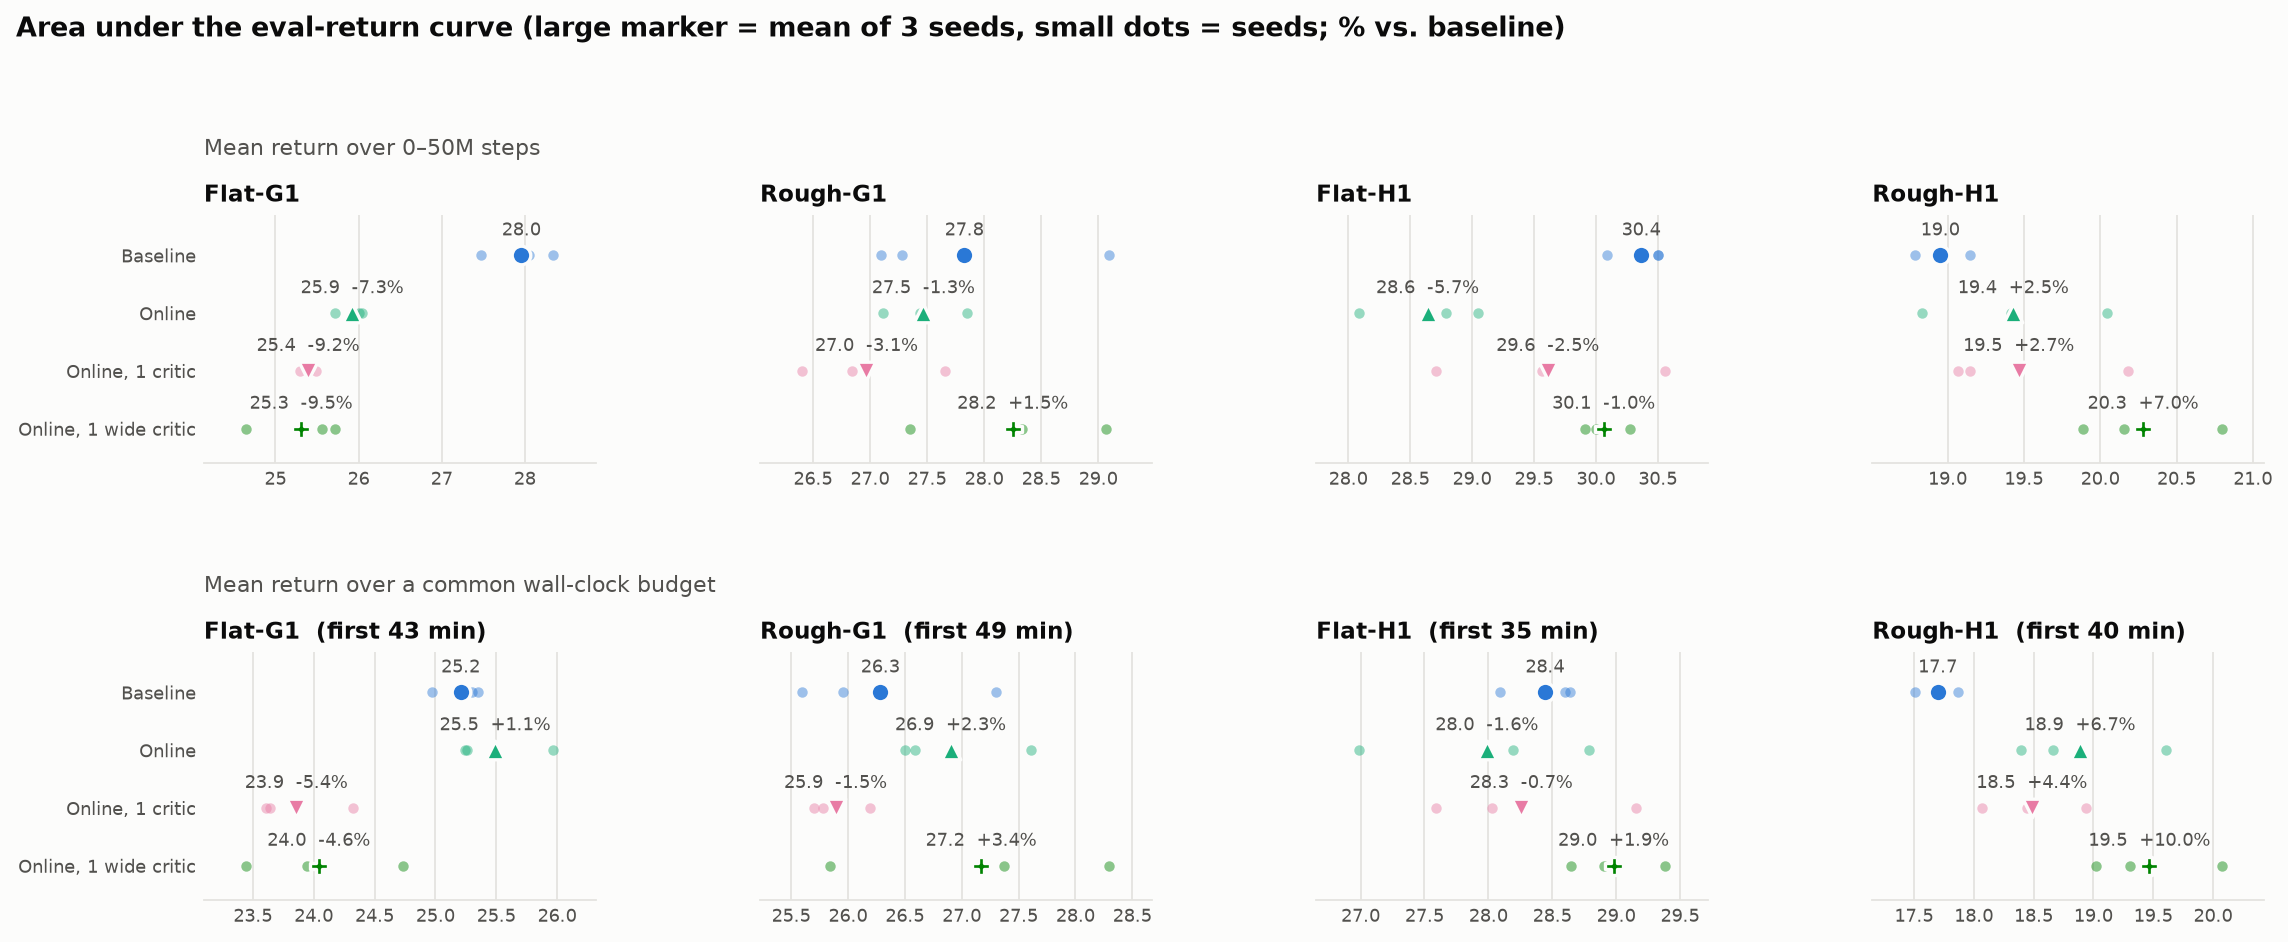 Area under the eval-return curve (large marker = mean of 3 seeds, small dots = seeds; % vs. baseline)
Mean return over 0–50M steps
Flat-G1
Baseline
Online
Online, 1 critic
Online, 1 wide critic
28.0
25.9 -7.3%
25.4 -9.2%
25.3 -9.5%
25 26 27 28
Rough-G1
27.8
27.5 -1.3%
27.0 -3.1%
28.2 +1.5%
26.5 27.0 27.5 28.0 28.5 29.0
Flat-H1
30.4
28.6 -5.7%
29.6 -2.5%
30.1 -1.0%
28.0 28.5 29.0 29.5 30.0 30.5
Rough-H1
19.0
19.4 +2.5%
19.5 +2.7%
20.3 +7.0%
19.0 19.5 20.0 20.5 21.0
Mean return over a common wall-clock budget
Flat-G1 (first 43 min)
Baseline
Online
Online, 1 critic
Online, 1 wide critic
25.2
25.5 +1.1%
23.9 -5.4%
24.0 -4.6%
23.5 24.0 24.5 25.0 25.5 26.0
Rough-G1 (first 49 min)
26.3
26.9 +2.3%
25.9 -1.5%
27.2 +3.4%
25.5 26.0 26.5 27.0 27.5 28.0 28.5
Flat-H1 (first 35 min)
28.4
28.0 -1.6%
28.3 -0.7%
29.0 +1.9%
27.0 27.5 28.0 28.5 29.0 29.5
Rough-H1 (first 40 min)
17.7
18.9 +6.7%
18.5 +4.4%
19.5 +10.0%
17.5 18.0 18.5 19.0 19.5 20.0